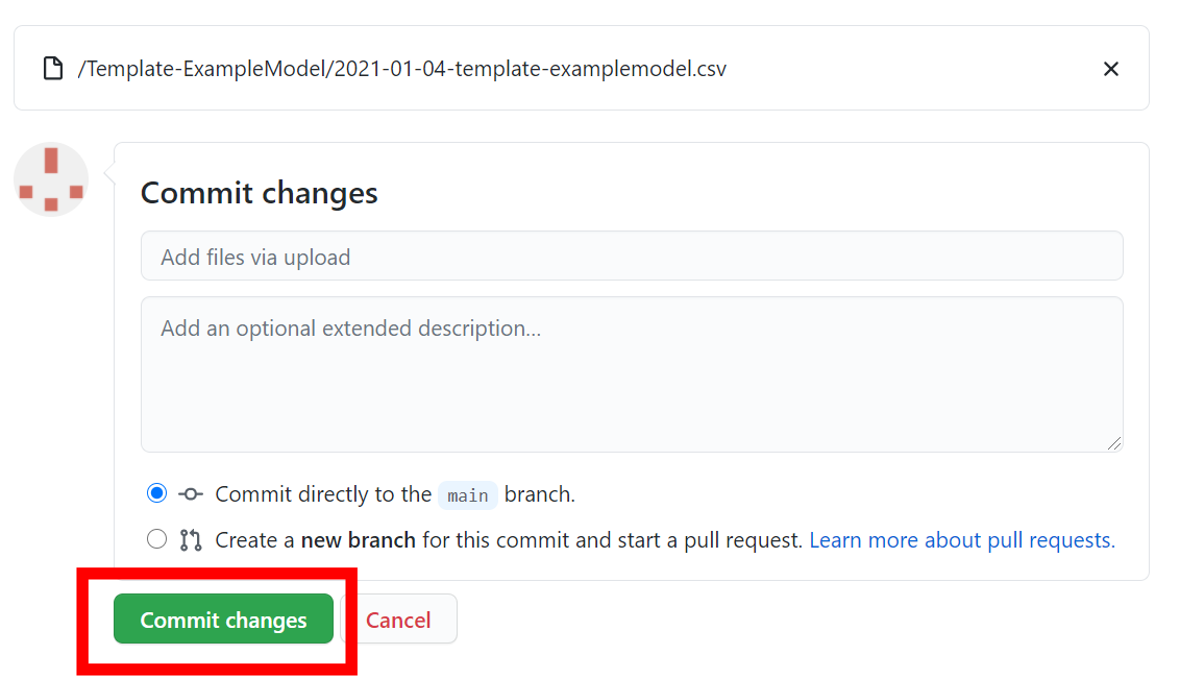 /Template-ExampleModel/2021-01-04-template-examplemodel.csv
Commit changes
Add files via upload
Add an optional extended description...
Commit directly to the main branch.
Create a new branch for this commit and start a pull request. Learn more about pull requests.
Commit changes Cancel